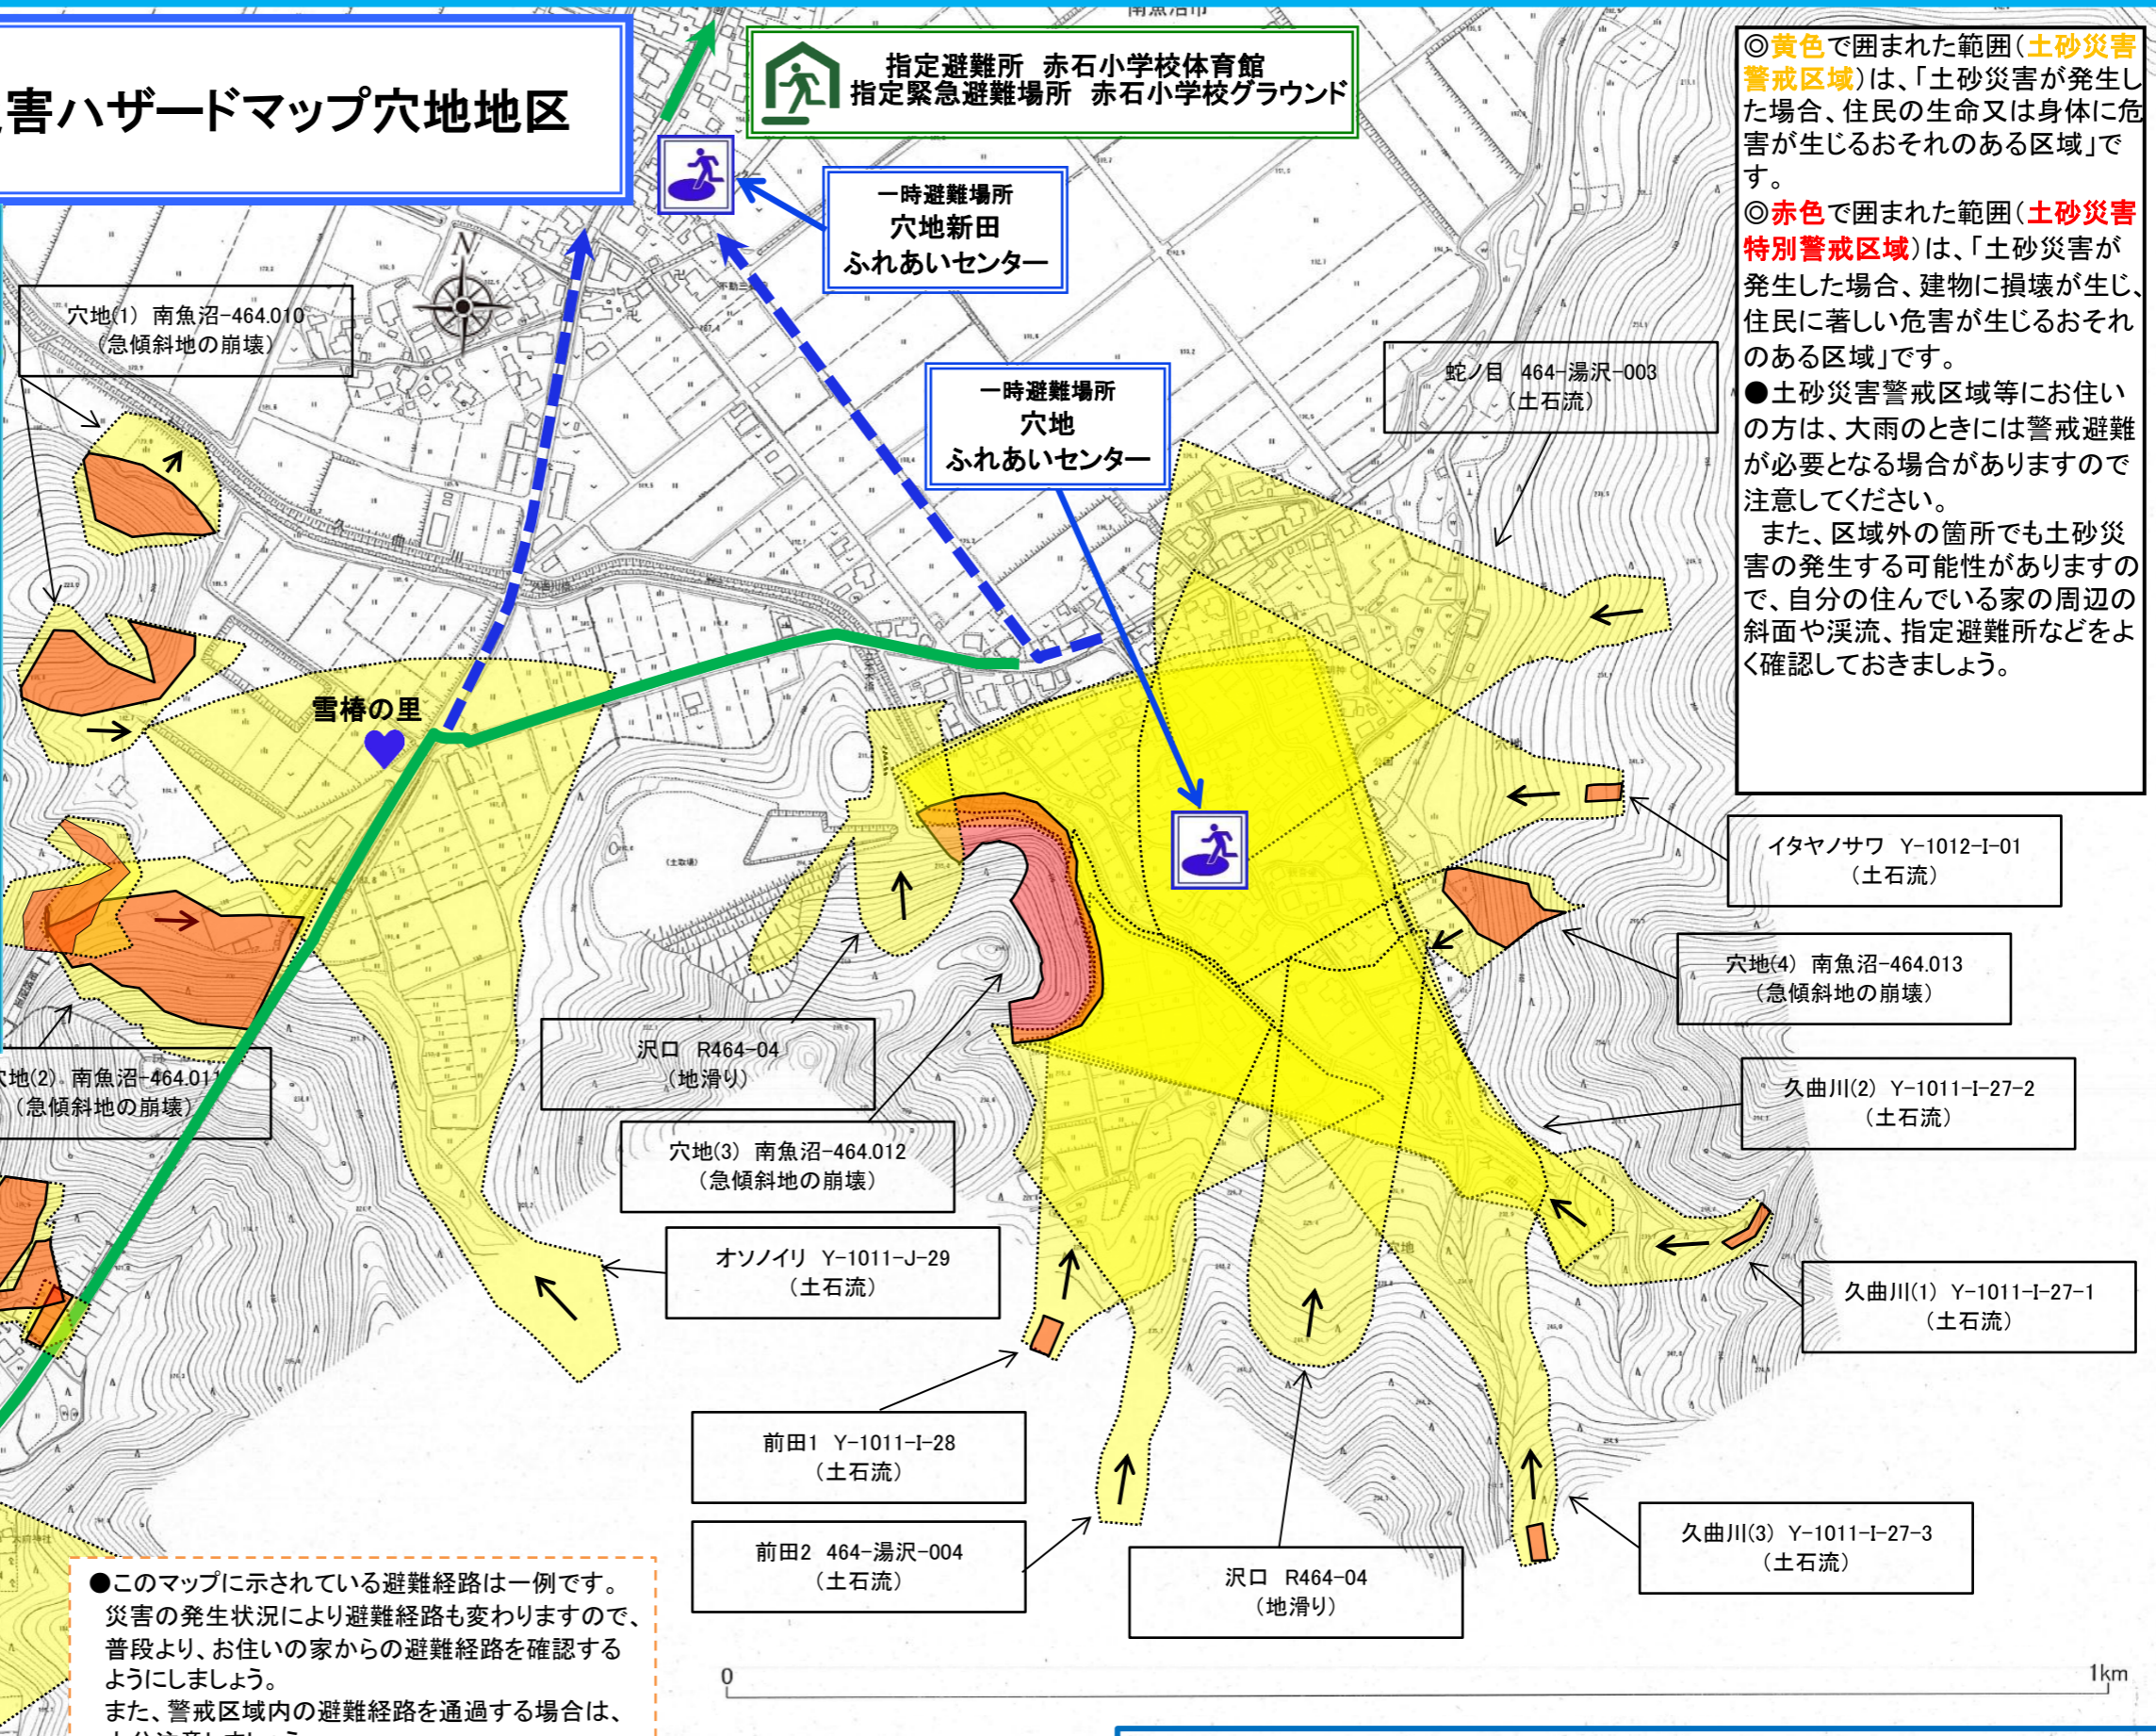 南魚沼市
害ハザードマップ穴地地区
指定避難所 赤石小学校体育館
指定緊急避難場所 赤石小学校グラウンド
一時避難場所
穴地新田
ふれあいセンター
一時避難場所
穴地
ふれあいセンター
◎黄色で囲まれた範囲(土砂災害
警戒区域)は、「土砂災害が発生し
た場合、住民の生命又は身体に危
害が生じるおそれのある区域」で
す。
◎赤色で囲まれた範囲(土砂災害
特別警戒区域)は、「土砂災害が
発生した場合、建物に損壊が生じ、
住民に著しい危害が生じるおそれ
のある区域」です。
●土砂災害警戒区域等にお住い
の方は、大雨のときには警戒避難
が必要となる場合がありますので
注意してください。
また、区域外の箇所でも土砂災
害の発生する可能性がありますの
で、自分の住んでいる家の周辺の
斜面や渓流、指定避難所などをよ
く確認しておきましょう。
N
穴地(1) 南魚沼-464.010
(急傾斜地の崩壊)
蛇ノ目 464-湯沢-003
(土石流)
久曲川
雪椿の里
(土取場)
公園
穴地
イタヤノサワ Y-1012-I-01
(土石流)
穴地(4) 南魚沼-464.013
(急傾斜地の崩壊)
沢口 R464-04
(地滑り)
穴地(2) 南魚沼-464.011
(急傾斜地の崩壊)
久曲川(2) Y-1011-I-27-2
(土石流)
穴地(3) 南魚沼-464.012
(急傾斜地の崩壊)
オソノイリ Y-1011-J-29
(土石流)
穴地
久曲川(1) Y-1011-I-27-1
(土石流)
前田1 Y-1011-I-28
(土石流)
前田2 464-湯沢-004
(土石流)
沢口 R464-04
(地滑り)
久曲川(3) Y-1011-I-27-3
(土石流)
●このマップに示されている避難経路は一例です。
災害の発生状況により避難経路も変わりますので、
普段より、お住いの家からの避難経路を確認する
ようにしましょう。
また、警戒区域内の避難経路を通過する場合は、
0
1km